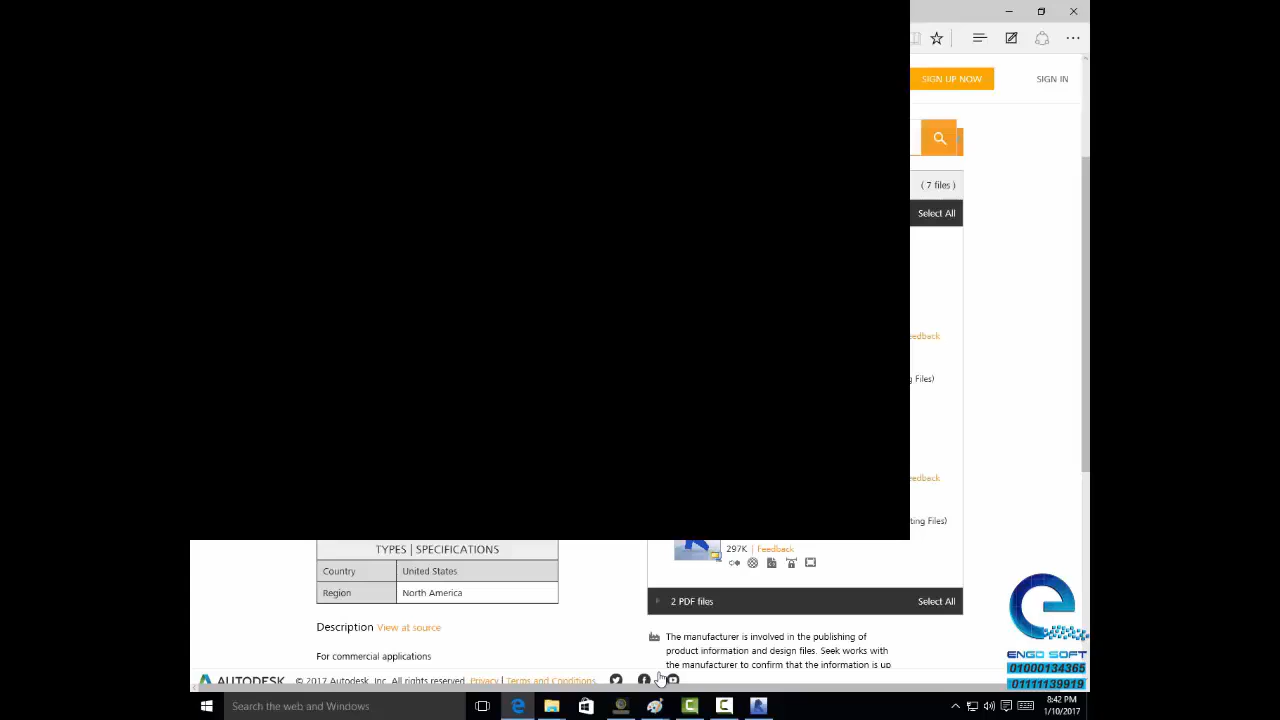 SIGN UP NOW
SIGN IN
( 7 files )
Select All
eedback
g Files)
eedback
ting Files)
TYPES | SPECIFICATIONS
Country United States
Region North America
Description View at source
For commercial applications
297K | Feedback
2 PDF files Select All
The manufacturer is involved in the publishing of
product information and design files. Seek works with
the manufacturer to confirm that the information is up
AUTODESK. © 2017 Autodesk, Inc. All rights reserved. Privacy | Terms and Conditions.
ENGO SOFT
01000134365
01111139919
Search the web and Windows
8:42 PM
1/10/2017